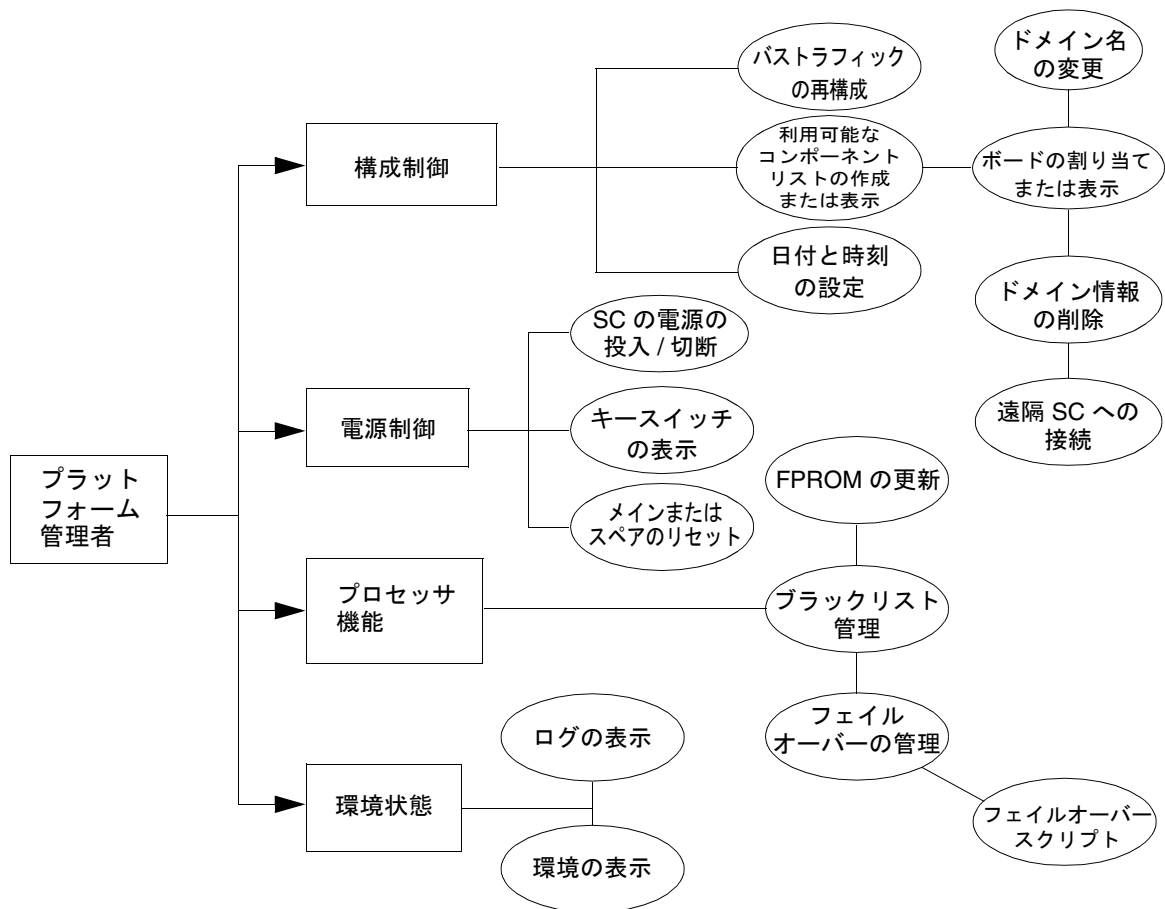 プラット
フォーム
管理者
構成制御
バストラフィック
の再構成
利用可能な
コンポーネント
リストの作成
または表示
日付と時刻
の設定
ドメイン名
の変更
ボードの割り当て
または表示
ドメイン情報
の削除
遠隔 SC への
接続
電源制御
SC の電源の
投入 / 切断
キースイッチ
の表示
メインまたは
スペアのリセット
プロセッサ
機能
FPROM の更新
ブラックリスト
管理
フェイル
オーバーの管理
フェイルオーバー
スクリプト
環境状態
ログの表示
環境の表示